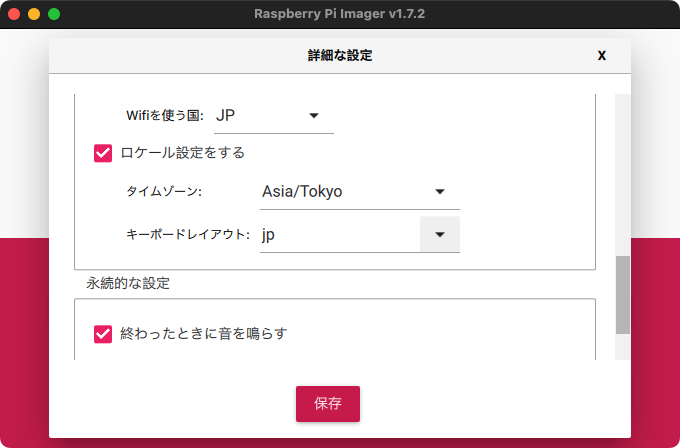 Raspberry Pi Imager v1.7.2
詳細な設定
X
Wifiを使う国: JP
ロケール設定をする
タイムゾーン: Asia/Tokyo
キーボードレイアウト: jp
永続的な設定
終わったときに音を鳴らす
保存